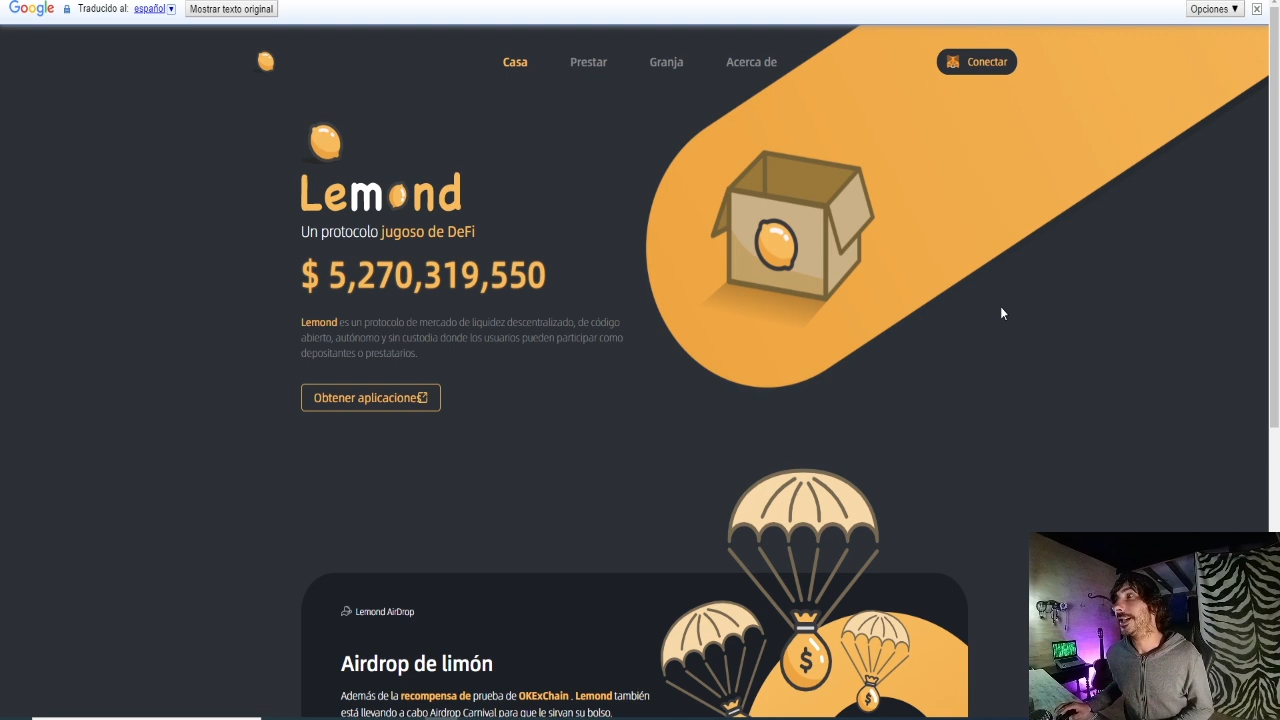 Google Traducido al: español Mostrar texto original Opciones ▼
Casa Prestar Granja Acerca de Conectar
Lemond
Un protocolo jugoso de DeFi
$ 5,270,319,550
Lemond es un protocolo de mercado de liquidez descentralizado, de código
abierto, autónomo y sin custodia donde los usuarios pueden participar como
depositantes o prestatarios.
Obtener aplicaciones
Lemond AirDrop
Airdrop de limón
Además de la recompensa de prueba de OKExChain . Lemond también
está llevando a cabo Airdrop Carnival para que le sirvan su bolso.